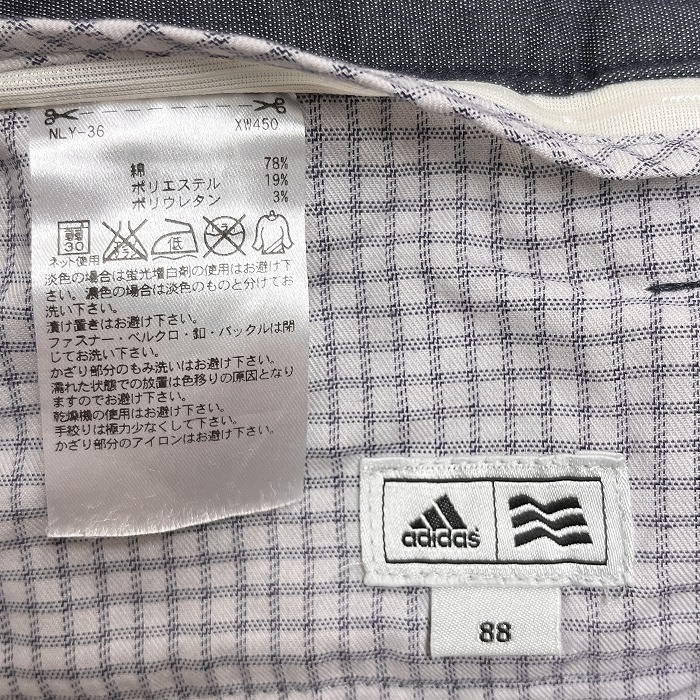 NLY-36 XW450
綿 78%
ポリエステル 19%
ポリウレタン 3%
30 低
ネット使用
淡色の場合は蛍光増白剤の使用はお避け下
さい。濃色の場合は淡色のものと分けてお
洗い下さい。
漬け置きはお避け下さい。
ファスナー・ベルクロ・釦・バックルは閉
じてお洗い下さい。
かざり部分のもみ洗いはお避け下さい。
濡れた状態での放置は色移りの原因となり
ますのでお避け下さい。
乾燥機の使用はお避け下さい。
手絞りは極力少なくして下さい。
かざり部分のアイロンはお避け下さい。
adidas
88